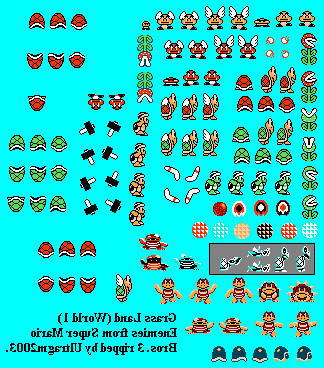 Grass Land (World 1)
Enemies from Super Mario
Bros. 3 ripped by Ultragm2003.